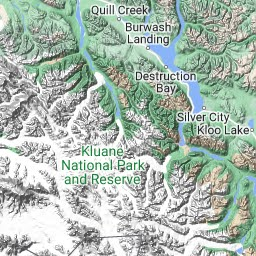 Quill Creek
Burwash
Landing
Destruction
Bay
Silver City
Kloo Lake
Kluane
National Park
and Reserve